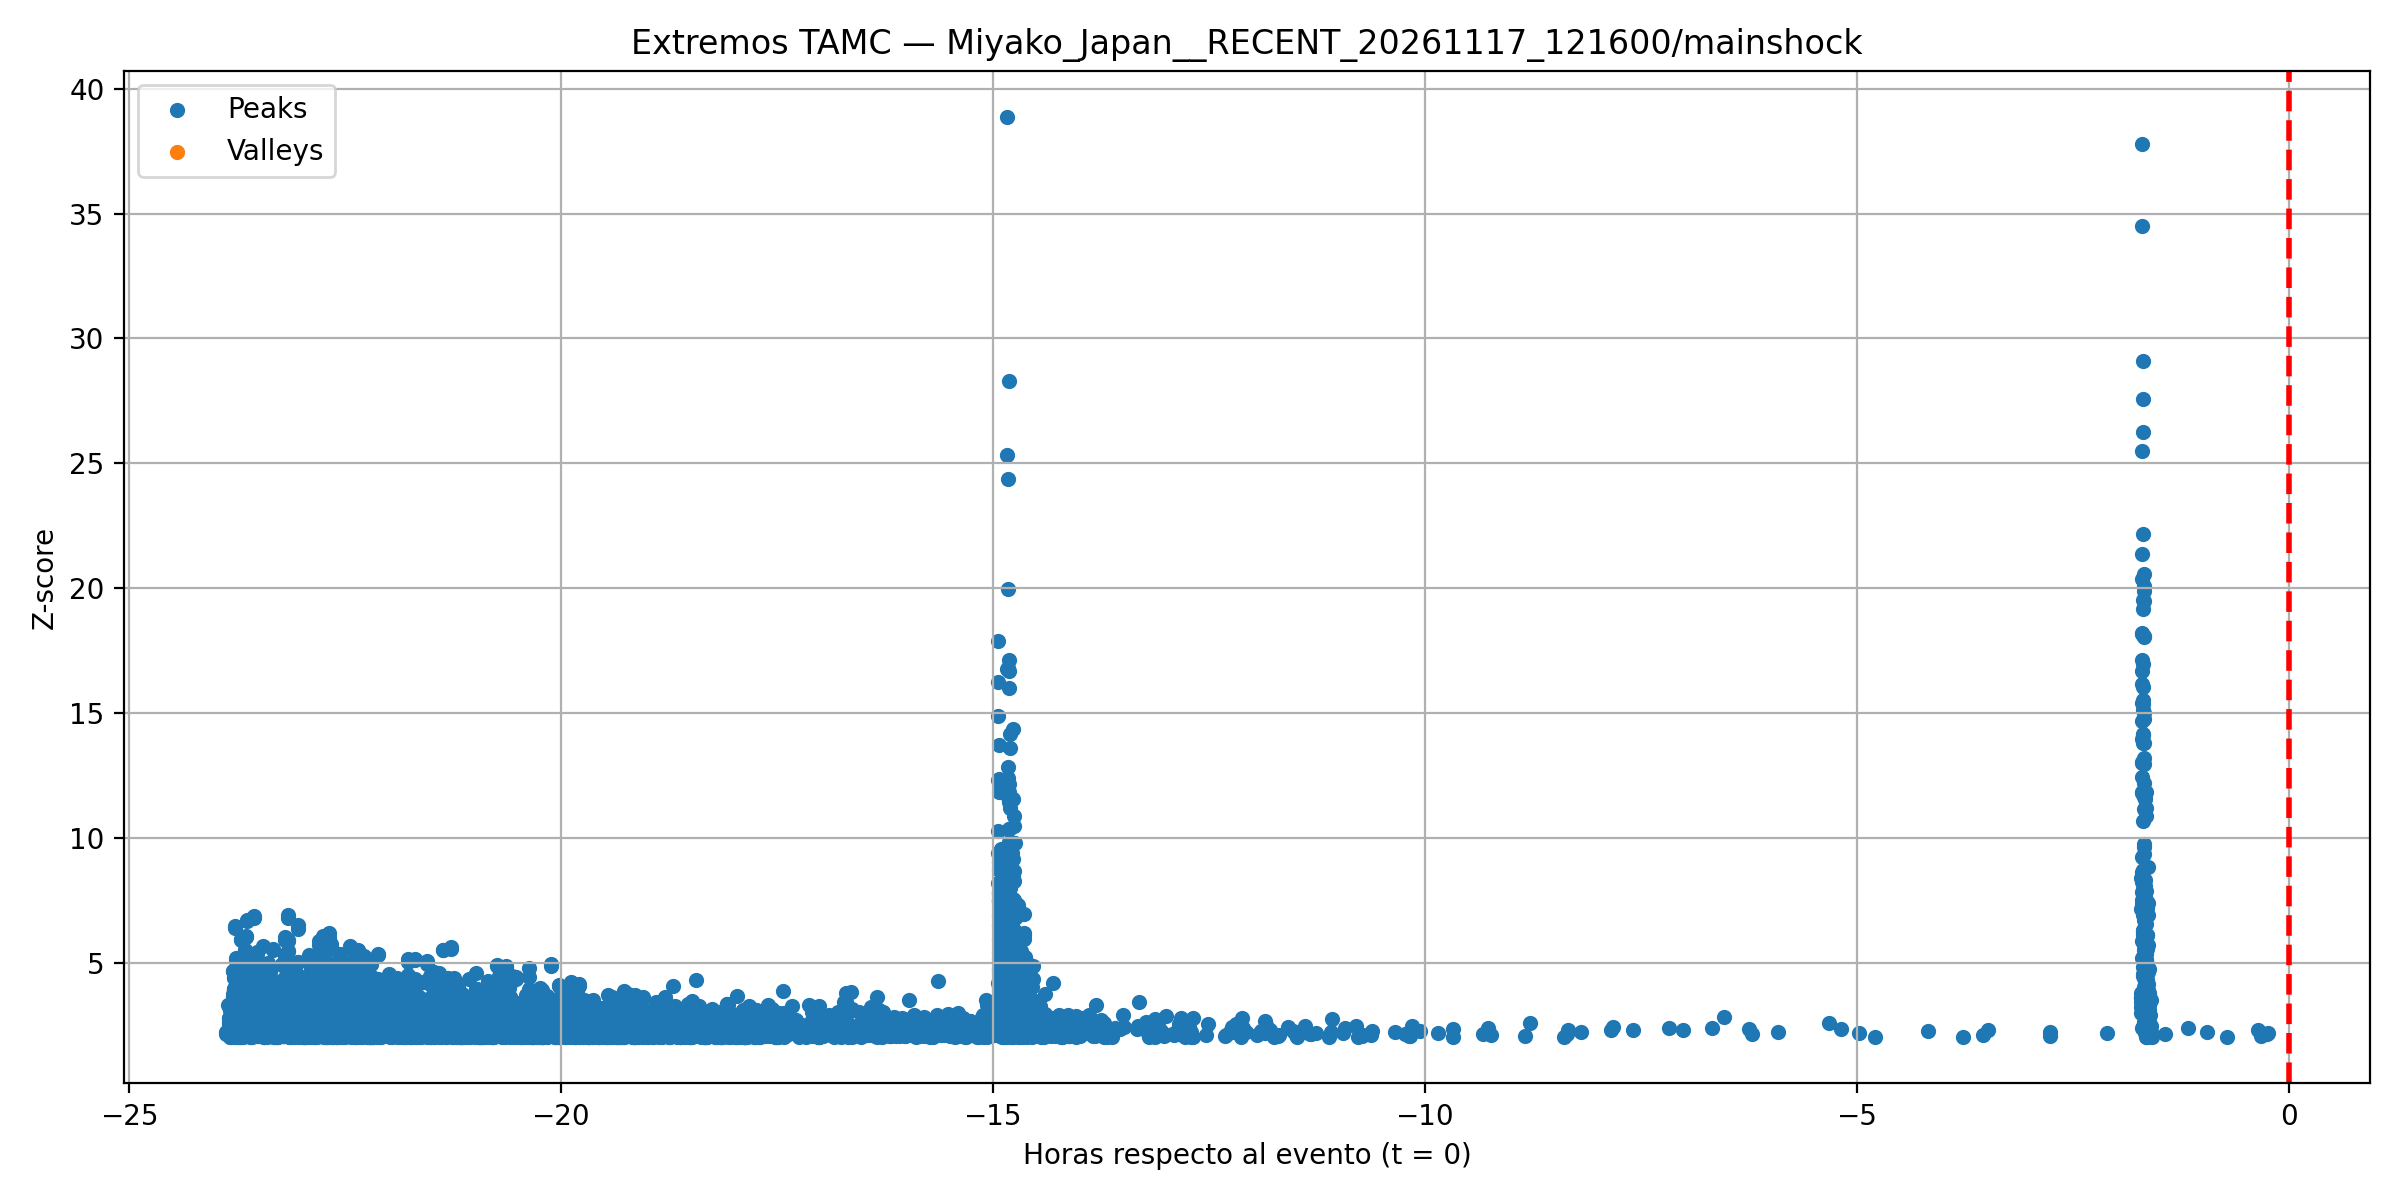 Extremos TAMC — Miyako_Japan__RECENT_20261117_121600/mainshock
Peaks
Valleys
40
35
30
25
20
15
10
5
Z-score
−25
−20
−15
−10
−5
0
Horas respecto al evento (t = 0)